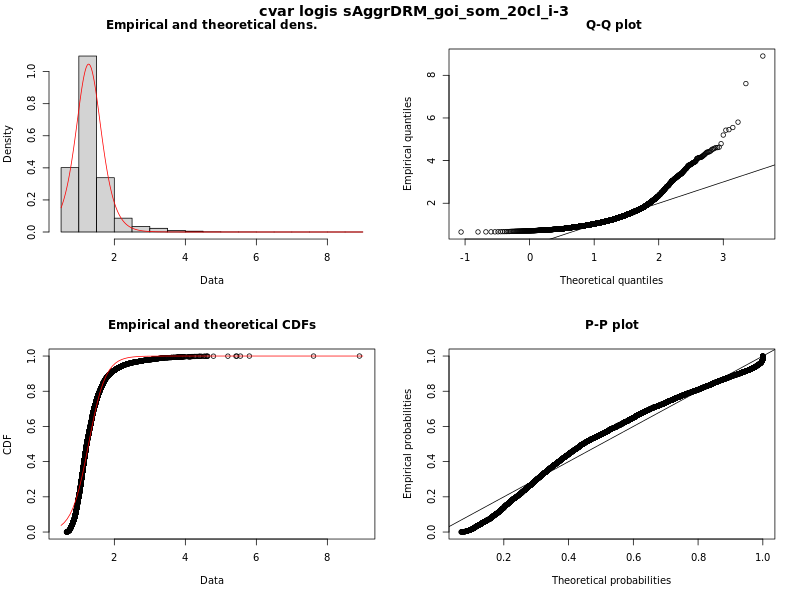 cvar logis sAggrDRM_goi_som_20cl_i-3
Empirical and theoretical dens.
Density
0.0 0.2 0.4 0.6 0.8 1.0
2 4 6 8
Data
Q-Q plot
Empirical quantiles
2 4 6 8
-1 0 1 2 3
Theoretical quantiles
Empirical and theoretical CDFs
CDF
0.0 0.2 0.4 0.6 0.8 1.0
2 4 6 8
Data
P-P plot
Empirical probabilities
0.0 0.2 0.4 0.6 0.8 1.0
0.2 0.4 0.6 0.8 1.0
Theoretical probabilities